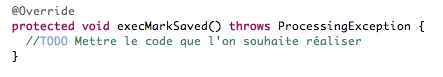 @Override
protected void execMarkSaved() throws ProcessingException {
//TODO Mettre le code que l'on souhaite réaliser
}